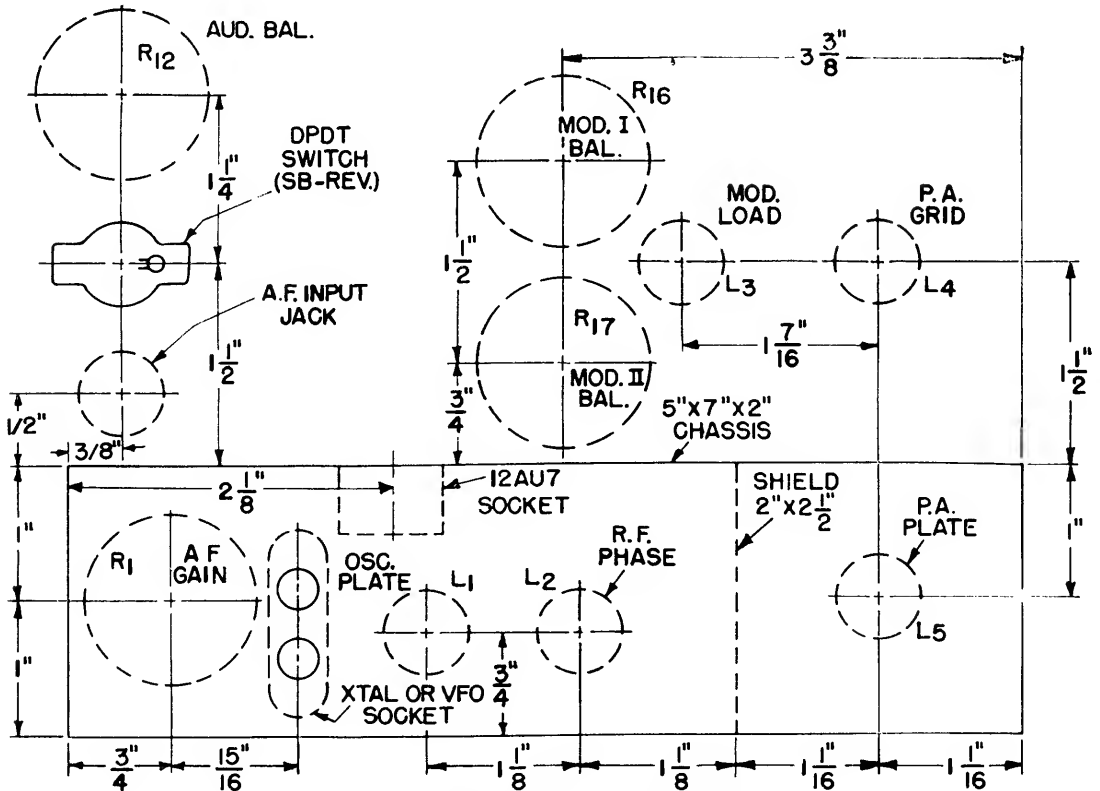 AUD. BAL.
R12
3 3/8"
R16
MOD. I
BAL.
DPDT
SWITCH
(SB-REV.)
1 1/4"
MOD.
LOAD
P.A.
GRID
1 1/2"
L3
L4
A.F. INPUT
JACK
R17
1 7/16"
1 1/2"
1 1/2"
MOD. II
BAL.
3/4"
1/2"
3/8"
5"x7"x2"
CHASSIS
2 1/8"
12AU7
SOCKET
SHIELD
2"x2 1/2"
1"
R1
A F
GAIN
OSC.
PLATE
L1
L2
R.F.
PHASE
P.A.
PLATE
1"
L5
1"
3/4"
XTAL OR VFO
SOCKET
3/4"
15/16"
1 1/8"
1 1/8"
1 1/16"
1 1/16"